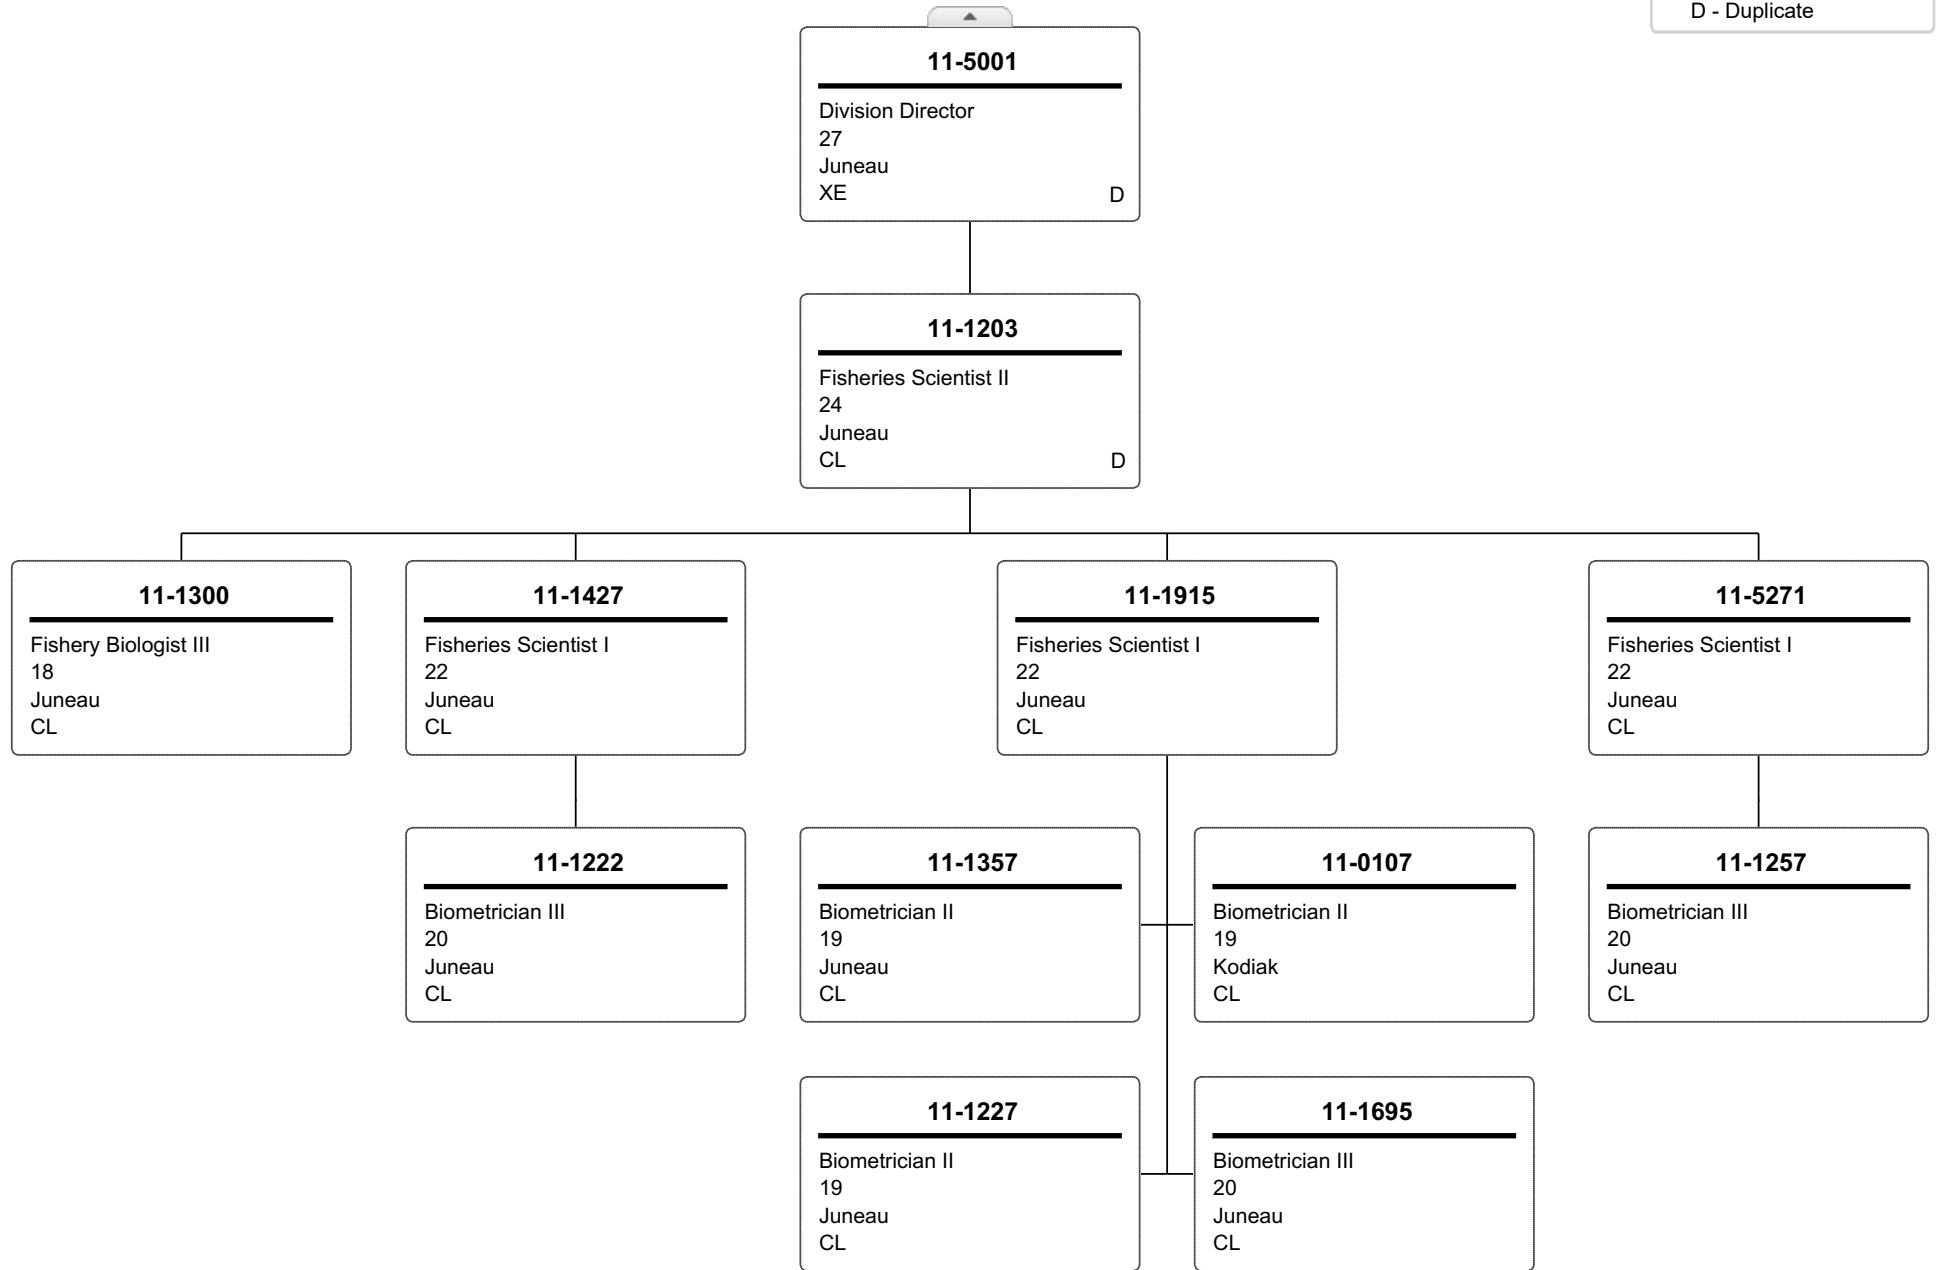 D - Duplicate
11-5001
Division Director
27
Juneau
XE
D
11-1203
Fisheries Scientist II
24
Juneau
CL
D
11-1300
Fishery Biologist III
18
Juneau
CL
11-1427
Fisheries Scientist I
22
Juneau
CL
11-1915
Fisheries Scientist I
22
Juneau
CL
11-5271
Fisheries Scientist I
22
Juneau
CL
11-1222
Biometrician III
20
Juneau
CL
11-1357
Biometrician II
19
Juneau
CL
11-0107
Biometrician II
19
Kodiak
CL
11-1257
Biometrician III
20
Juneau
CL
11-1227
Biometrician II
19
Juneau
CL
11-1695
Biometrician III
20
Juneau
CL